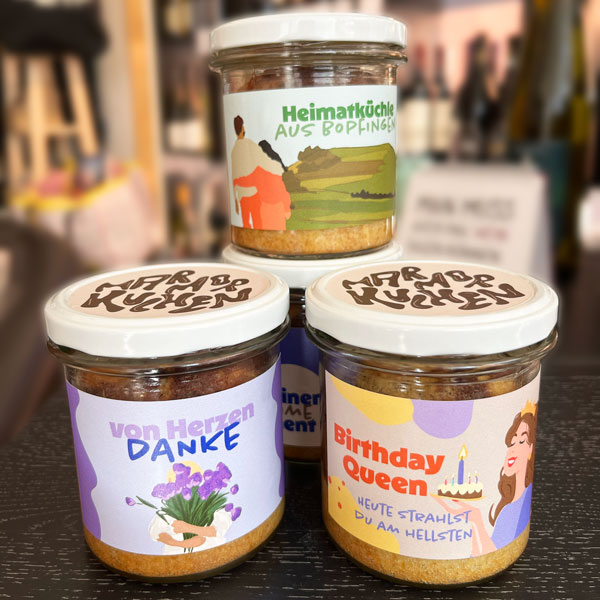 Heimatküchle
AUS BOPFINGEN
MARMOR
KUCHEN
MARMOR
KUCHEN
von Herzen
DANKE
Birthday
Queen
HEUTE STRAHLST
DU AM HELLSTEN